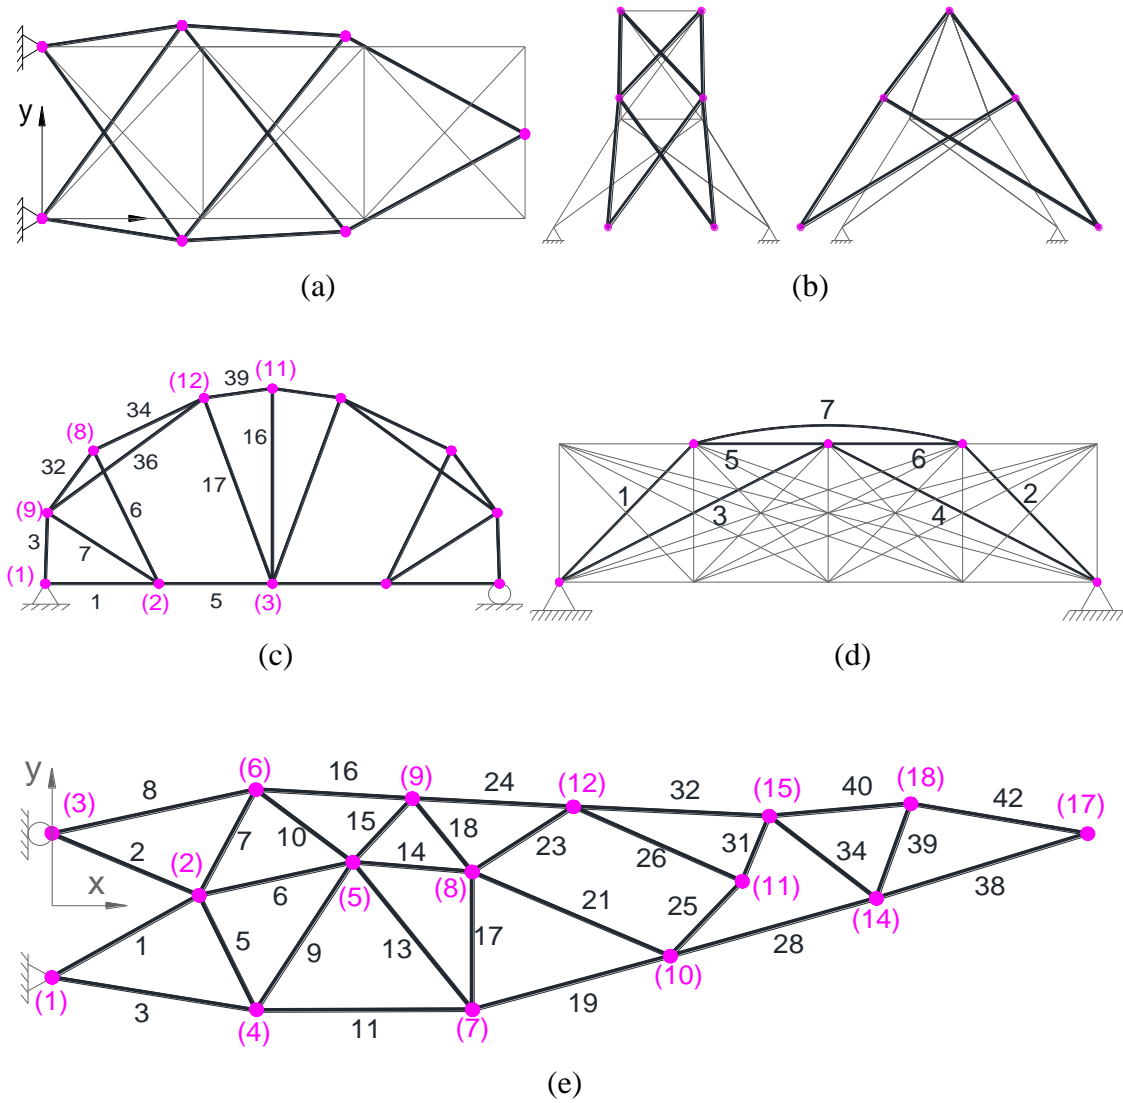 y
(a)
(b)
(12) 39 (11)
34
(8)
16
32 36
17
(9) 6
3 7
(1)
1 (2) 5 (3)
(c)
7
5 6
1 2
3 4
(d)
y
(3) 8 (6) 16 (9) 24 (12) 32 (15) 40 (18) 42 (17)
7 10 15 18
2 (2) 14 23 26 31 34 39
x 6 (5) (8) (11) 38
1 5 9 13 17 21 25 (14)
(1) 28
3 (10)
(4) 11 (7) 19
(e)